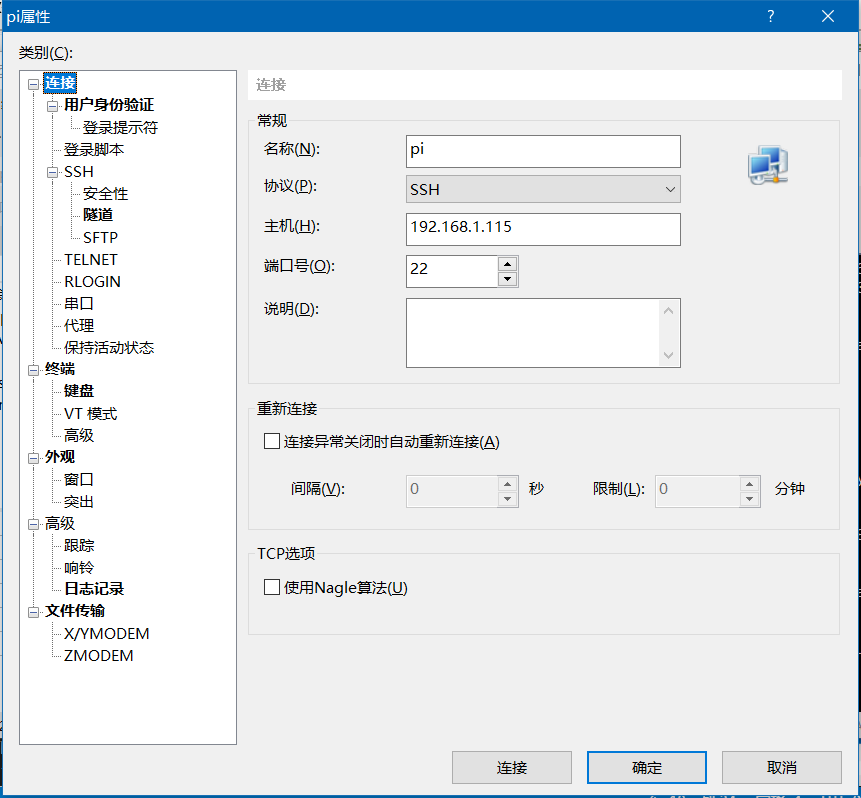 pi属性
?
类别(C):
连接
用户身份验证
登录提示符
登录脚本
SSH
安全性
隧道
SFTP
TELNET
RLOGIN
串口
代理
保持活动状态
终端
键盘
VT 模式
高级
外观
窗口
突出
高级
跟踪
响铃
日志记录
文件传输
X/YMODEM
ZMODEM
连接
常规
名称(N): pi
协议(P): SSH
主机(H): 192.168.1.115
端口号(O): 22
说明(D):
重新连接
连接异常关闭时自动重新连接(A)
间隔(V): 0 秒 限制(L): 0 分钟
TCP选项
使用Nagle算法(U)
连接 确定 取消